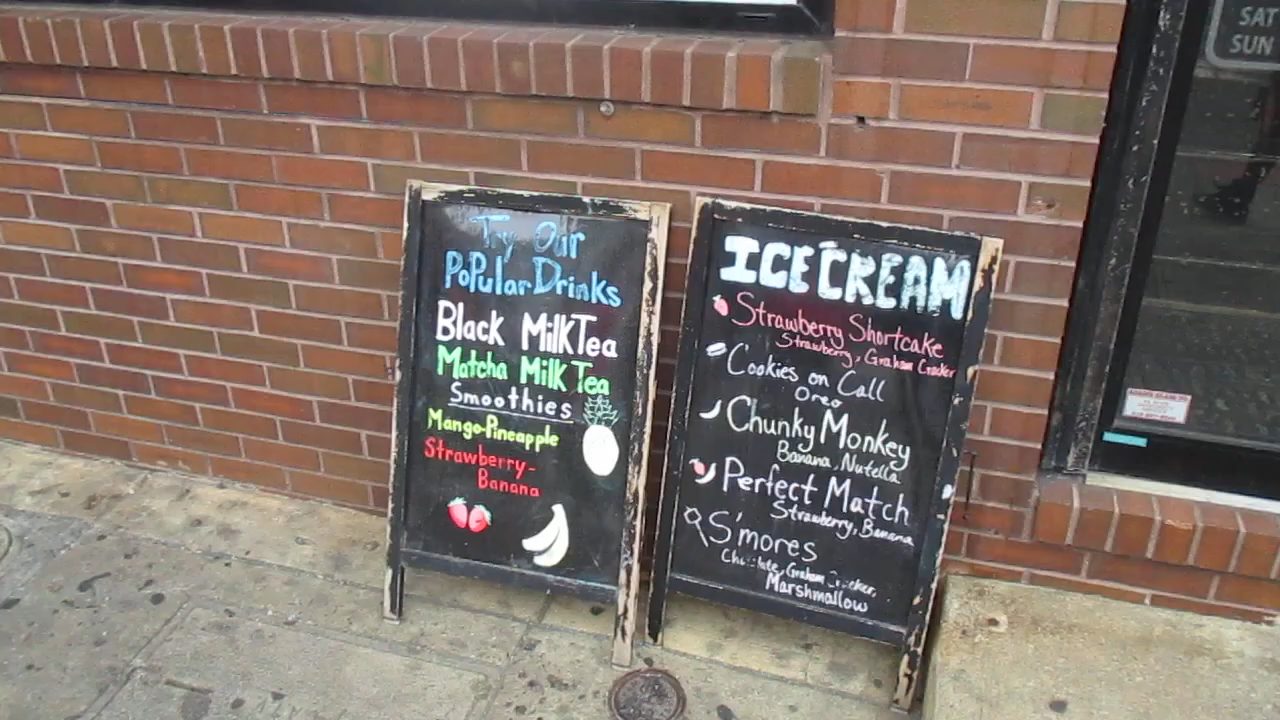 Try Our
Popular Drinks
Black Milk Tea
Matcha Milk Tea
Smoothies
Mango-Pineapple
Strawberry-
Banana
ICE CREAM
Strawberry Shortcake
Strawberry, Graham Cracker
Cookies on Call
Oreo
Chunky Monkey
Banana, Nutella
Perfect Match
Strawberry, Banana
S'mores
Chocolate, Graham Cracker,
Marshmallow
SAT
SUN